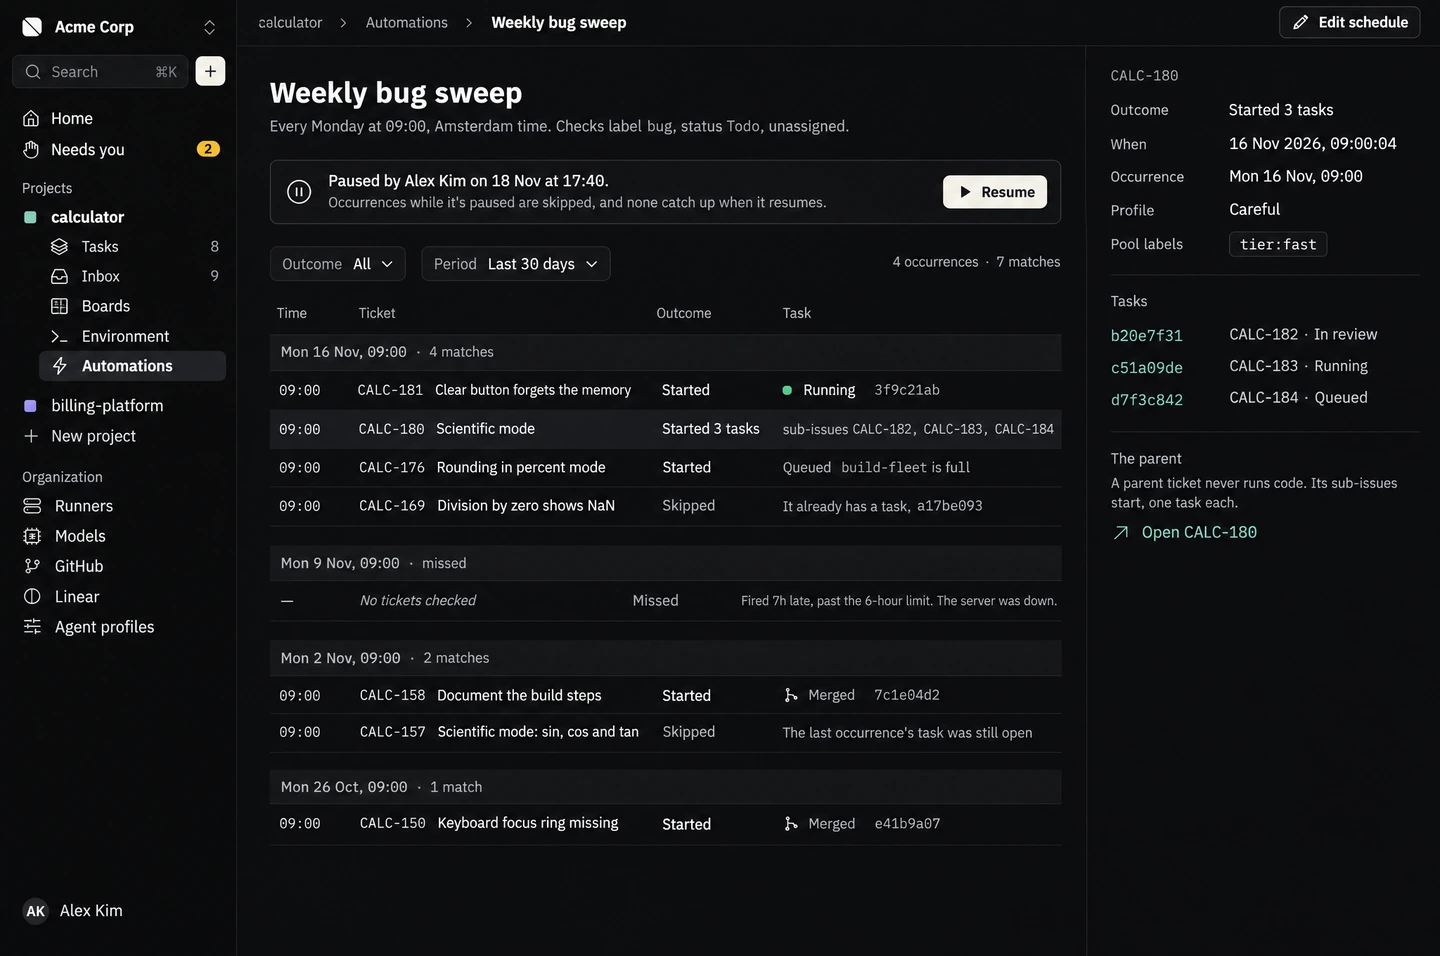 Acme Corp
Search ⌘K +
Home
Needs you 2
Projects
calculator
Tasks 8
Inbox 9
Boards
Environment
Automations
billing-platform
New project
Organization
Runners
Models
GitHub
Linear
Agent profiles
AK Alex Kim
calculator > Automations > Weekly bug sweep
Edit schedule
Weekly bug sweep
Every Monday at 09:00, Amsterdam time. Checks label bug, status Todo, unassigned.
Paused by Alex Kim on 18 Nov at 17:40.
Occurrences while it's paused are skipped, and none catch up when it resumes.
Resume
Outcome All
Period Last 30 days
4 occurrences · 7 matches
Time Ticket Outcome Task
Mon 16 Nov, 09:00 · 4 matches
09:00 CALC-181 Clear button forgets the memory Started Running 3f9c21ab
09:00 CALC-180 Scientific mode Started 3 tasks sub-issues CALC-182, CALC-183, CALC-184
09:00 CALC-176 Rounding in percent mode Started Queued build-fleet is full
09:00 CALC-169 Division by zero shows NaN Skipped It already has a task, a17be093
Mon 9 Nov, 09:00 · missed
— No tickets checked Missed Fired 7h late, past the 6-hour limit. The server was down.
Mon 2 Nov, 09:00 · 2 matches
09:00 CALC-158 Document the build steps Started Merged 7c1e04d2
09:00 CALC-157 Scientific mode: sin, cos and tan Skipped The last occurrence's task was still open
Mon 26 Oct, 09:00 · 1 match
09:00 CALC-150 Keyboard focus ring missing Started Merged e41b9a07
CALC-180
Outcome Started 3 tasks
When 16 Nov 2026, 09:00:04
Occurrence Mon 16 Nov, 09:00
Profile Careful
Pool labels tier:fast
Tasks
b20e7f31 CALC-182 · In review
c51a09de CALC-183 · Running
d7f3c842 CALC-184 · Queued
The parent
A parent ticket never runs code. Its sub-issues
start, one task each.
Open CALC-180